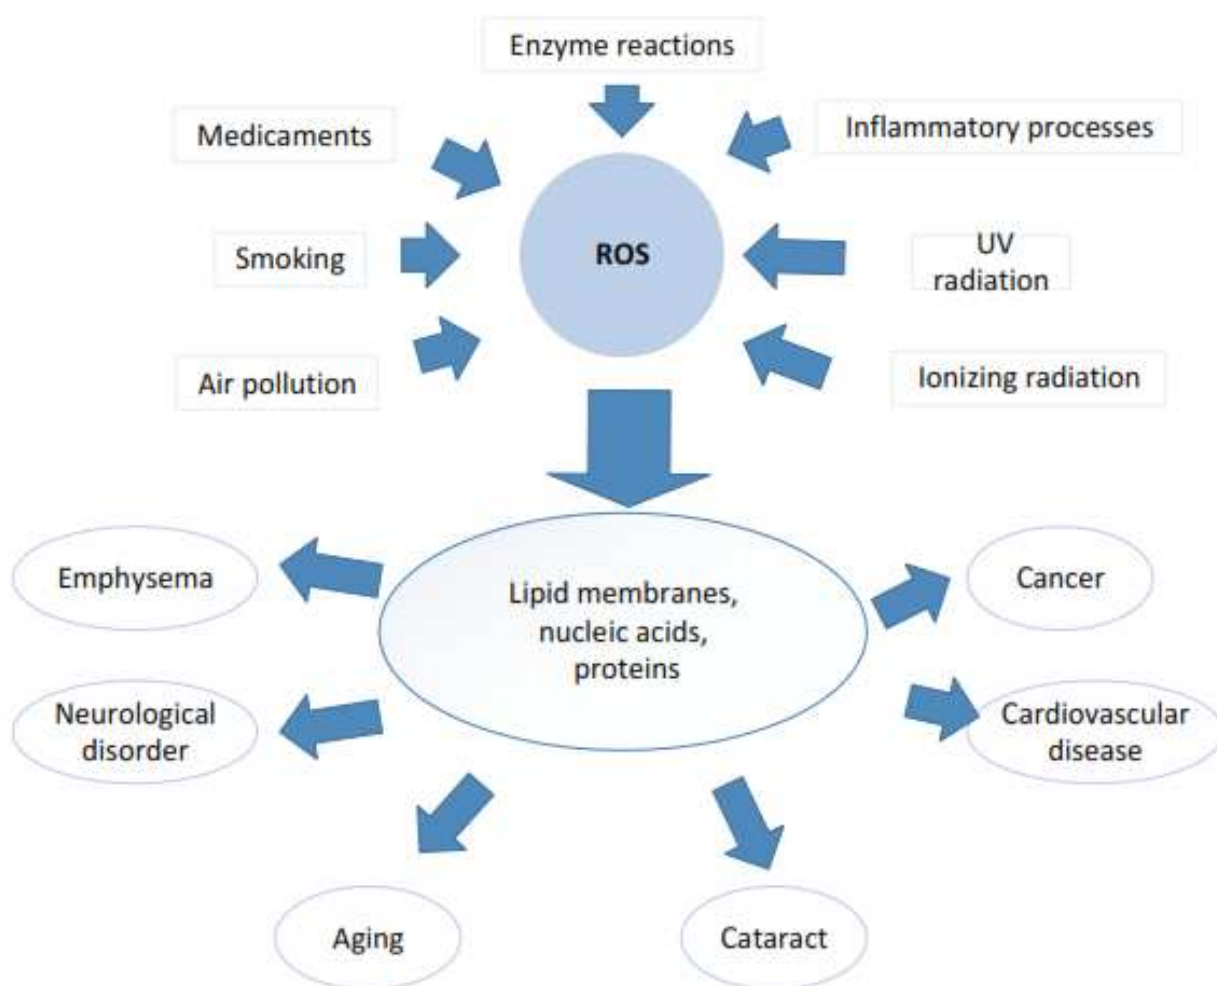 Enzyme reactions
Medicaments
Inflammatory processes
Smoking
ROS
UV
radiation
Air pollution
Ionizing radiation
Emphysema
Lipid membranes,
nucleic acids,
proteins
Cancer
Neurological
disorder
Cardiovascular
disease
Aging
Cataract